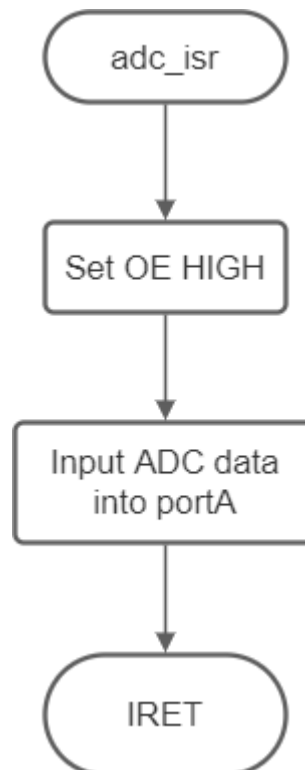 adc_isr
Set OE HIGH
Input ADC data
into portA
IRET